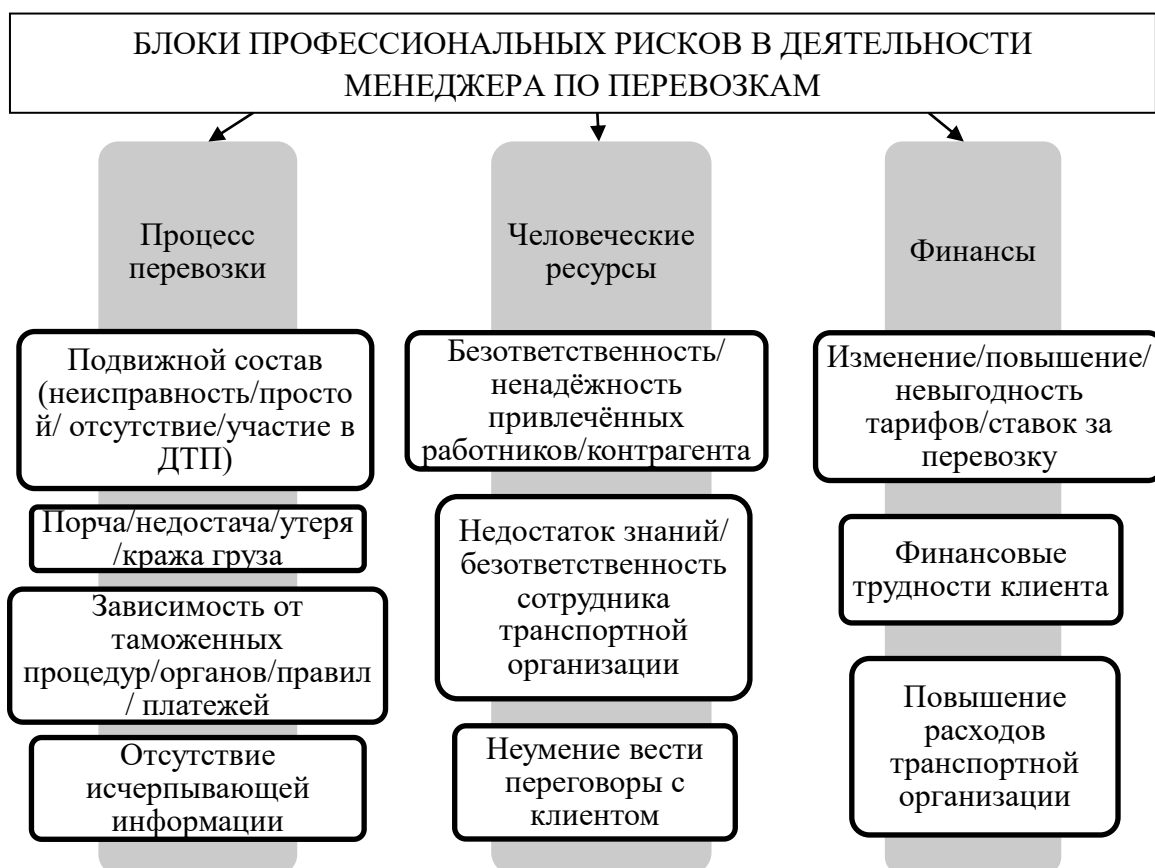 БЛОКИ ПРОФЕССИОНАЛЬНЫХ РИСКОВ В ДЕЯТЕЛЬНОСТИ
МЕНЕДЖЕРА ПО ПЕРЕВОЗКАМ
Процесс
перевозки
Подвижной состав
(неисправность/просто
й/ отсутствие/участие в
ДТП)
Порча/недостача/утеря
/кража груза
Зависимость от
таможенных
процедур/органов/правил
/ платежей
Отсутствие
исчерпывающей
информации
Человеческие
ресурсы
Безответственность/
ненадёжность
привлечённых
работников/контрагента
Недостаток знаний/
безответственность
сотрудника
транспортной
организации
Неумение вести
переговоры с
клиентом
Финансы
Изменение/повышение/
невыгодность
тарифов/ставок за
перевозку
Финансовые
трудности клиента
Повышение
расходов
транспортной
организации